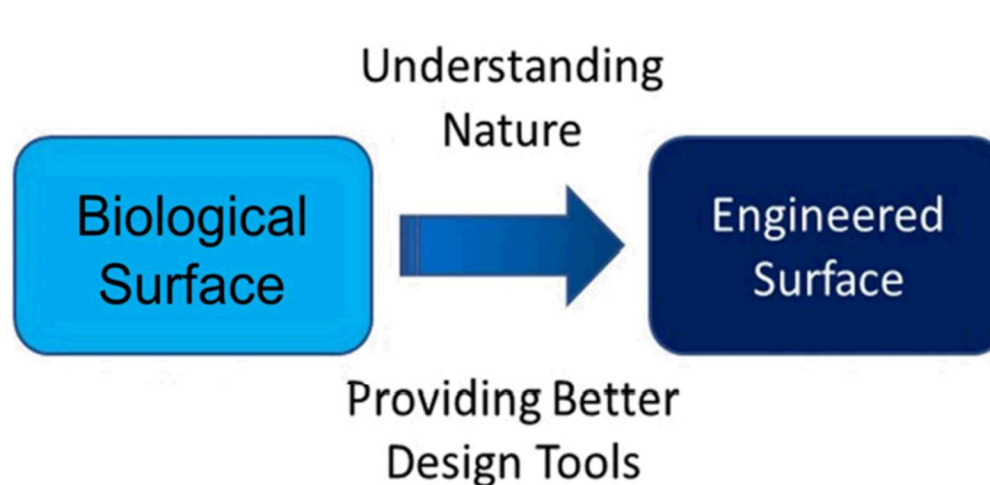 Understanding
Nature
Biological
Surface
Engineered
Surface
Providing Better
Design Tools